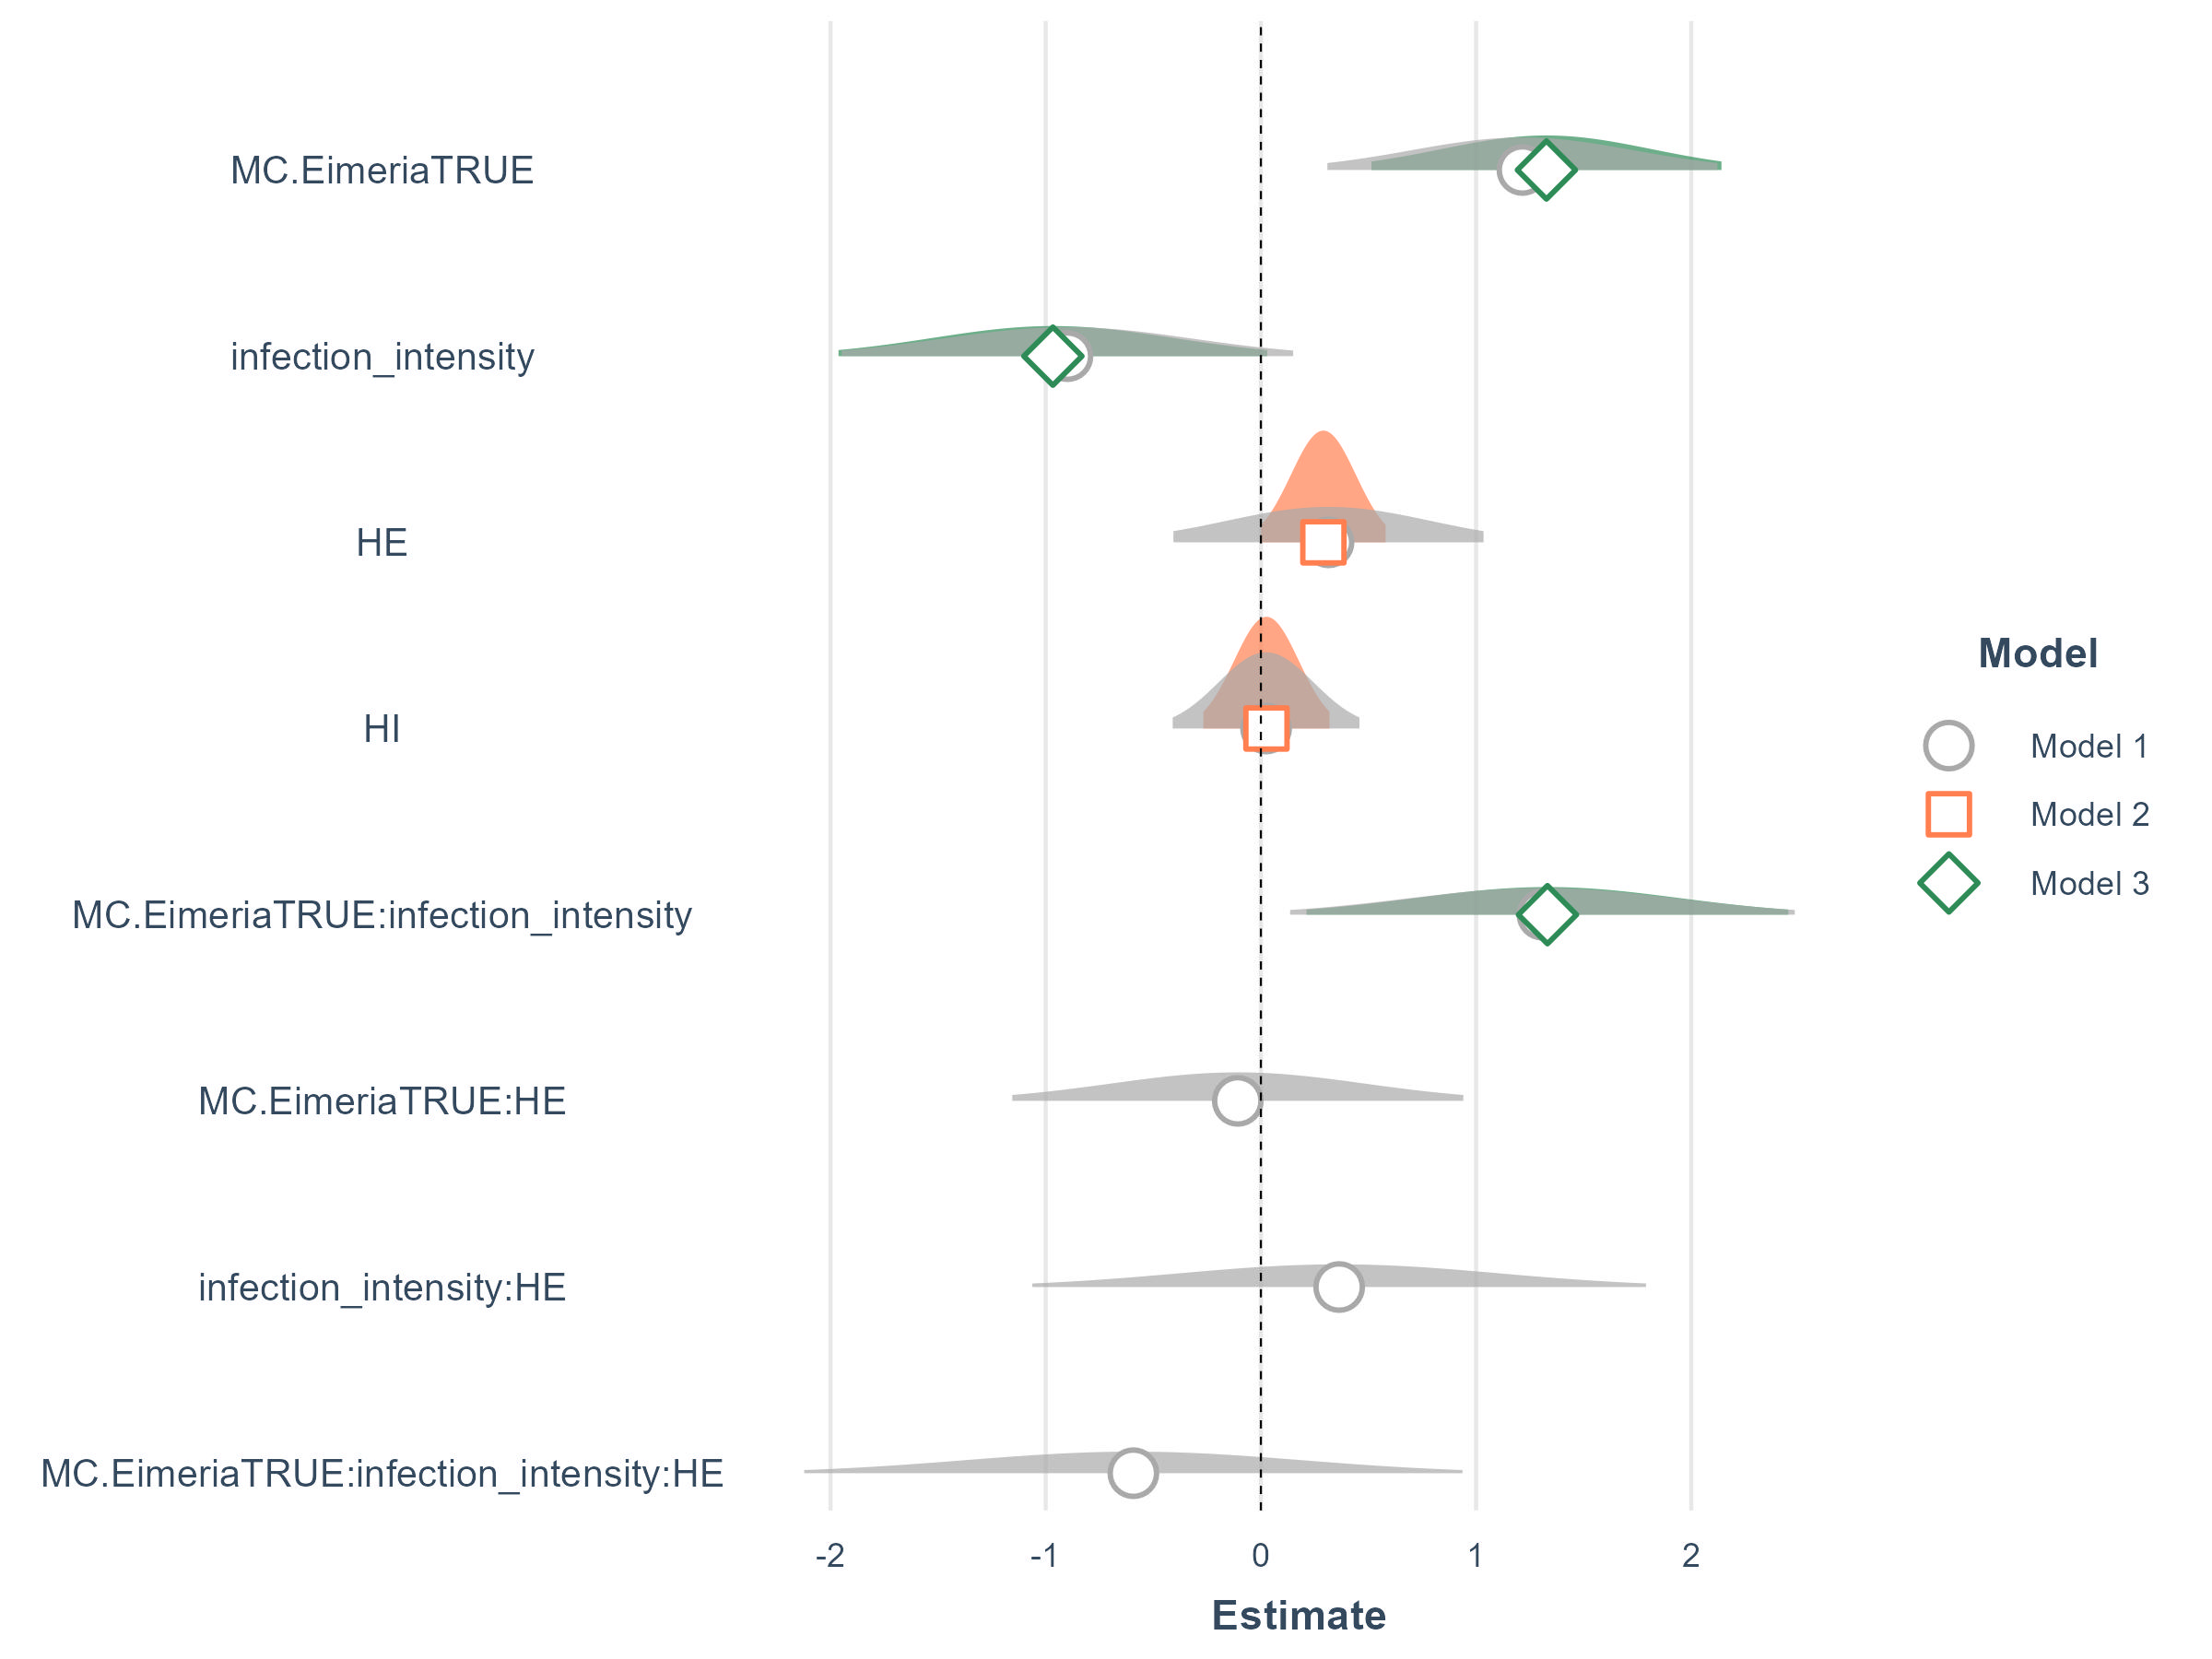 MC.EimeriaTRUE
infection_intensity
HE
HI
MC.EimeriaTRUE:infection_intensity
MC.EimeriaTRUE:HE
infection_intensity:HE
MC.EimeriaTRUE:infection_intensity:HE
-2 -1 0 1 2
Estimate
Model
Model 1
Model 2
Model 3